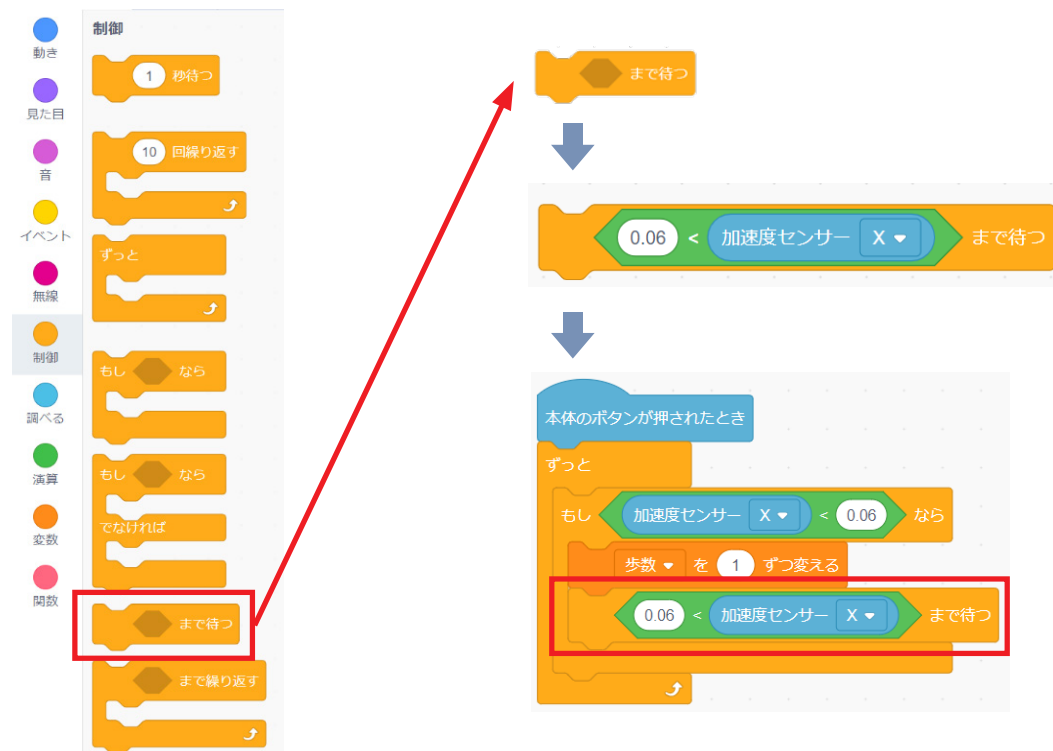 動き
見た目
音
イベント
無線
制御
調べる
演算
変数
関数
制御
1 秒待つ
10 回繰り返す
ずっと
もし なら
もし なら
でなければ
まで待つ
まで繰り返す
まで待つ
0.06 < 加速度センサー X まで待つ
本体のボタンが押されたとき
ずっと
もし 加速度センサー X < 0.06 なら
歩数 を 1 ずつ変える
0.06 < 加速度センサー X まで待つ